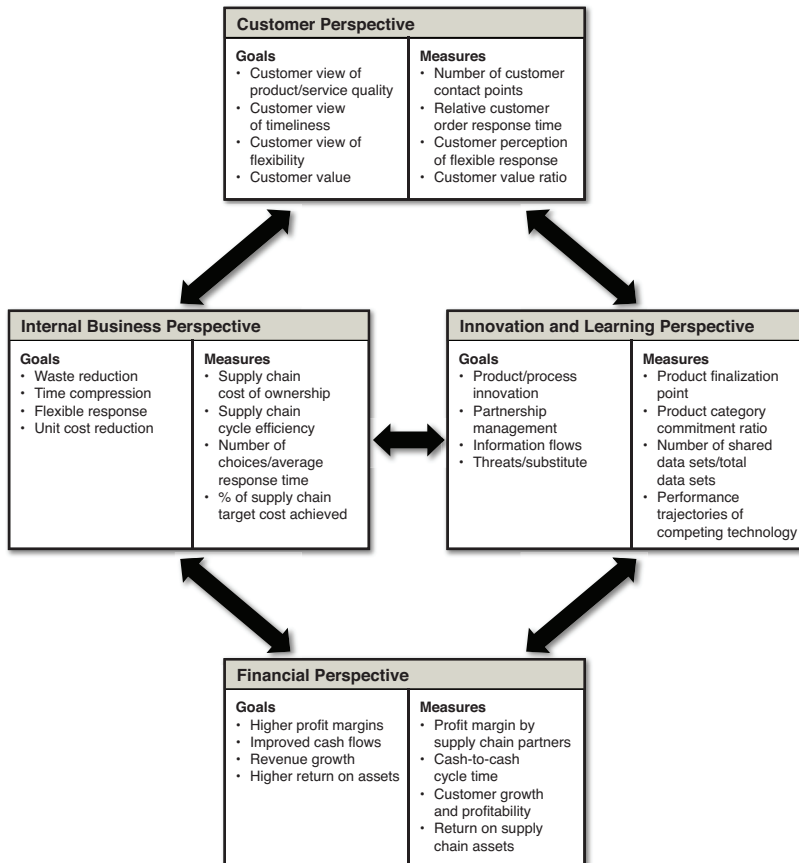 Customer Perspective
Goals
• Customer view of
product/service quality
• Customer view
of timeliness
• Customer view of
flexibility
• Customer value
Measures
• Number of customer
contact points
• Relative customer
order response time
• Customer perception
of flexible response
• Customer value ratio
Internal Business Perspective
Goals
• Waste reduction
• Time compression
• Flexible response
• Unit cost reduction
Measures
• Supply chain
cost of ownership
• Supply chain
cycle efficiency
• Number of
choices/average
response time
• % of supply chain
target cost achieved
Innovation and Learning Perspective
Goals
• Product/process
innovation
• Partnership
management
• Information flows
• Threats/substitute
Measures
• Product finalization
point
• Product category
commitment ratio
• Number of shared
data sets/total
data sets
• Performance
trajectories of
competing technology
Financial Perspective
Goals
• Higher profit margins
• Improved cash flows
• Revenue growth
• Higher return on assets
Measures
• Profit margin by
supply chain partners
• Cash-to-cash
cycle time
• Customer growth
and profitability
• Return on supply
chain assets